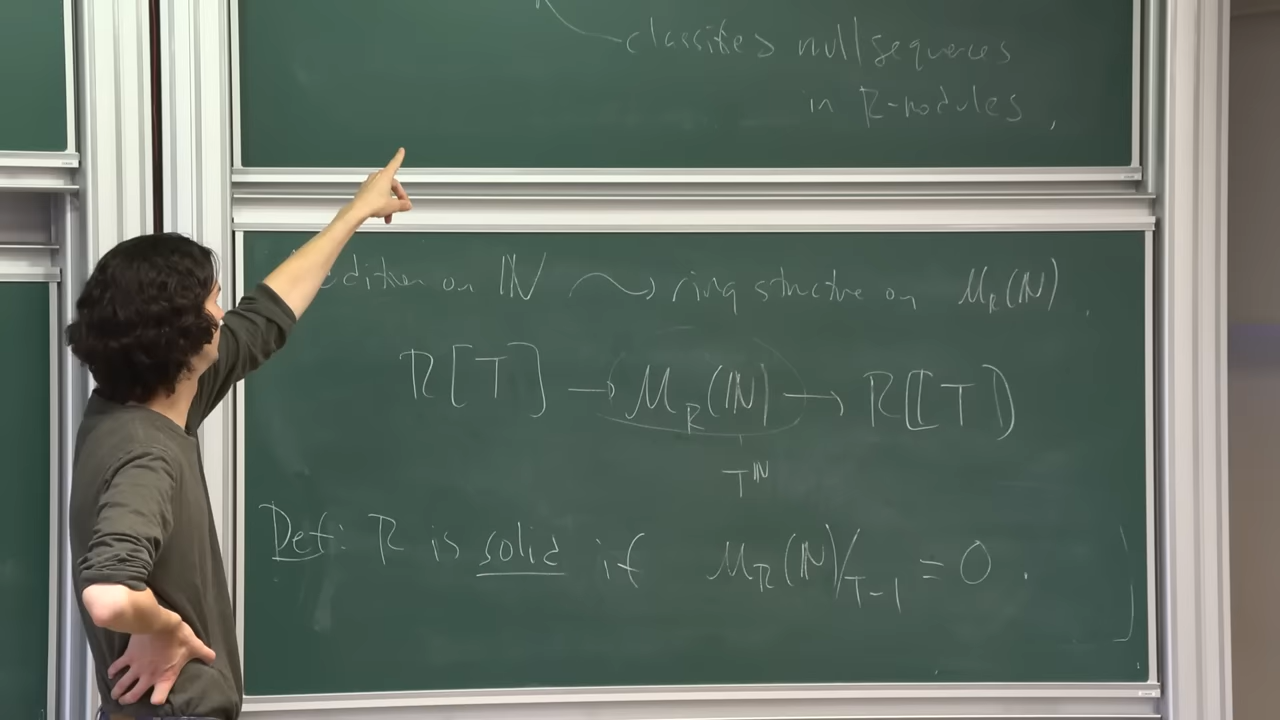 classifies nullsequences
in R-modules,
addition on ℕ ⤳ ring structure on M_R(ℕ).
R[T] → M_R(ℕ) → R[[T]]
T^ℕ
Def: R is solid if M_R(ℕ)/T-1 = 0.